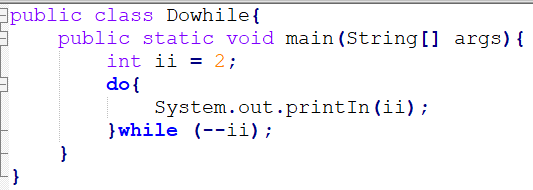 public class Dowhile{
public static void main(String[] args){
int ii = 2;
do{
System.out.printIn(ii);
}while (--ii);
}
}